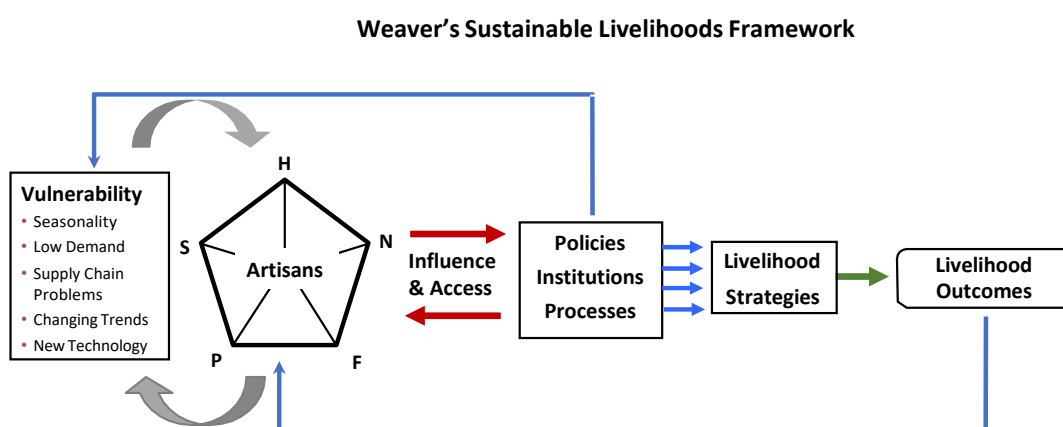 Weaver’s Sustainable Livelihoods Framework
Vulnerability
• Seasonality
• Low Demand
• Supply Chain
Problems
• Changing Trends
• New Technology
H
S
N
Artisans
P
F
Influence
& Access
Policies
Institutions
Processes
Livelihood
Strategies
Livelihood
Outcomes